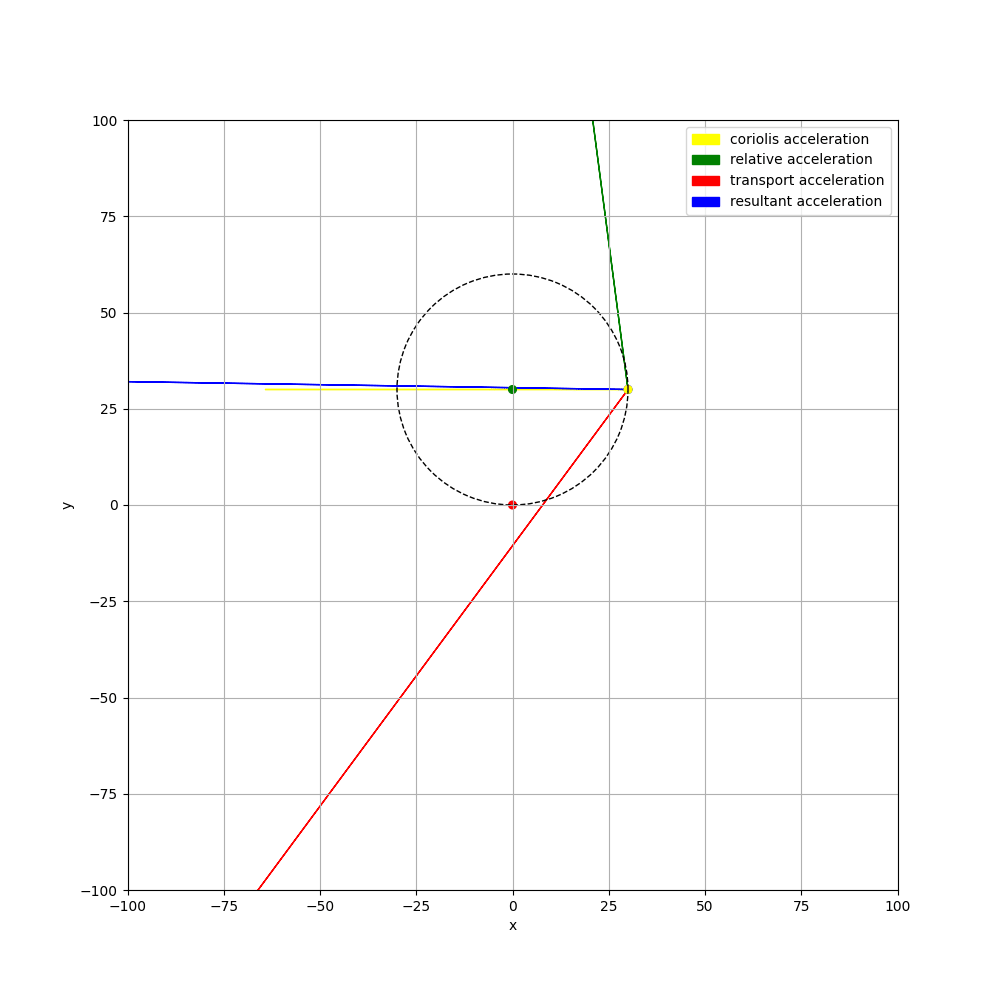 coriolis acceleration
relative acceleration
transport acceleration
resultant acceleration
100
75
50
25
0
−25
−50
−75
−100
y
−100 −75 −50 −25 0 25 50 75 100
x